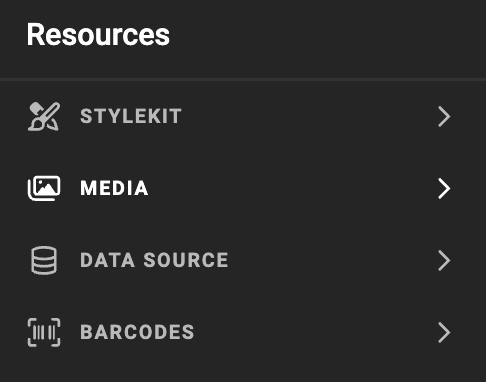 Resources
STYLEKIT
MEDIA
DATA SOURCE
BARCODES